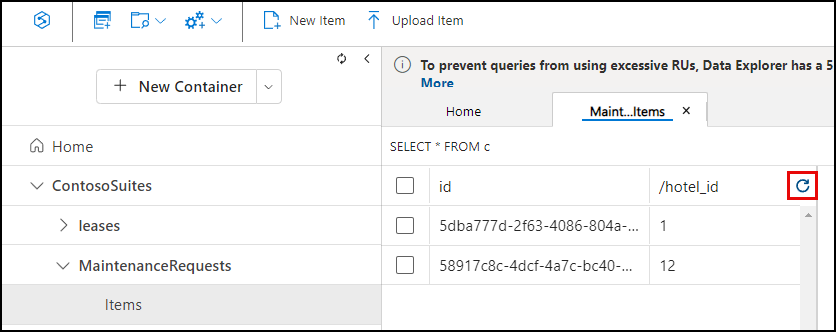 New Item
Upload Item
+ New Container
To prevent queries from using excessive RUs, Data Explorer has a 5
More
Home
Maint...Items
Home
SELECT * FROM c
ContosoSuites
id
/hotel_id
leases
5dba777d-2f63-4086-804a-...
1
MaintenanceRequests
58917c8c-4dcf-4a7c-bc40-...
12
Items